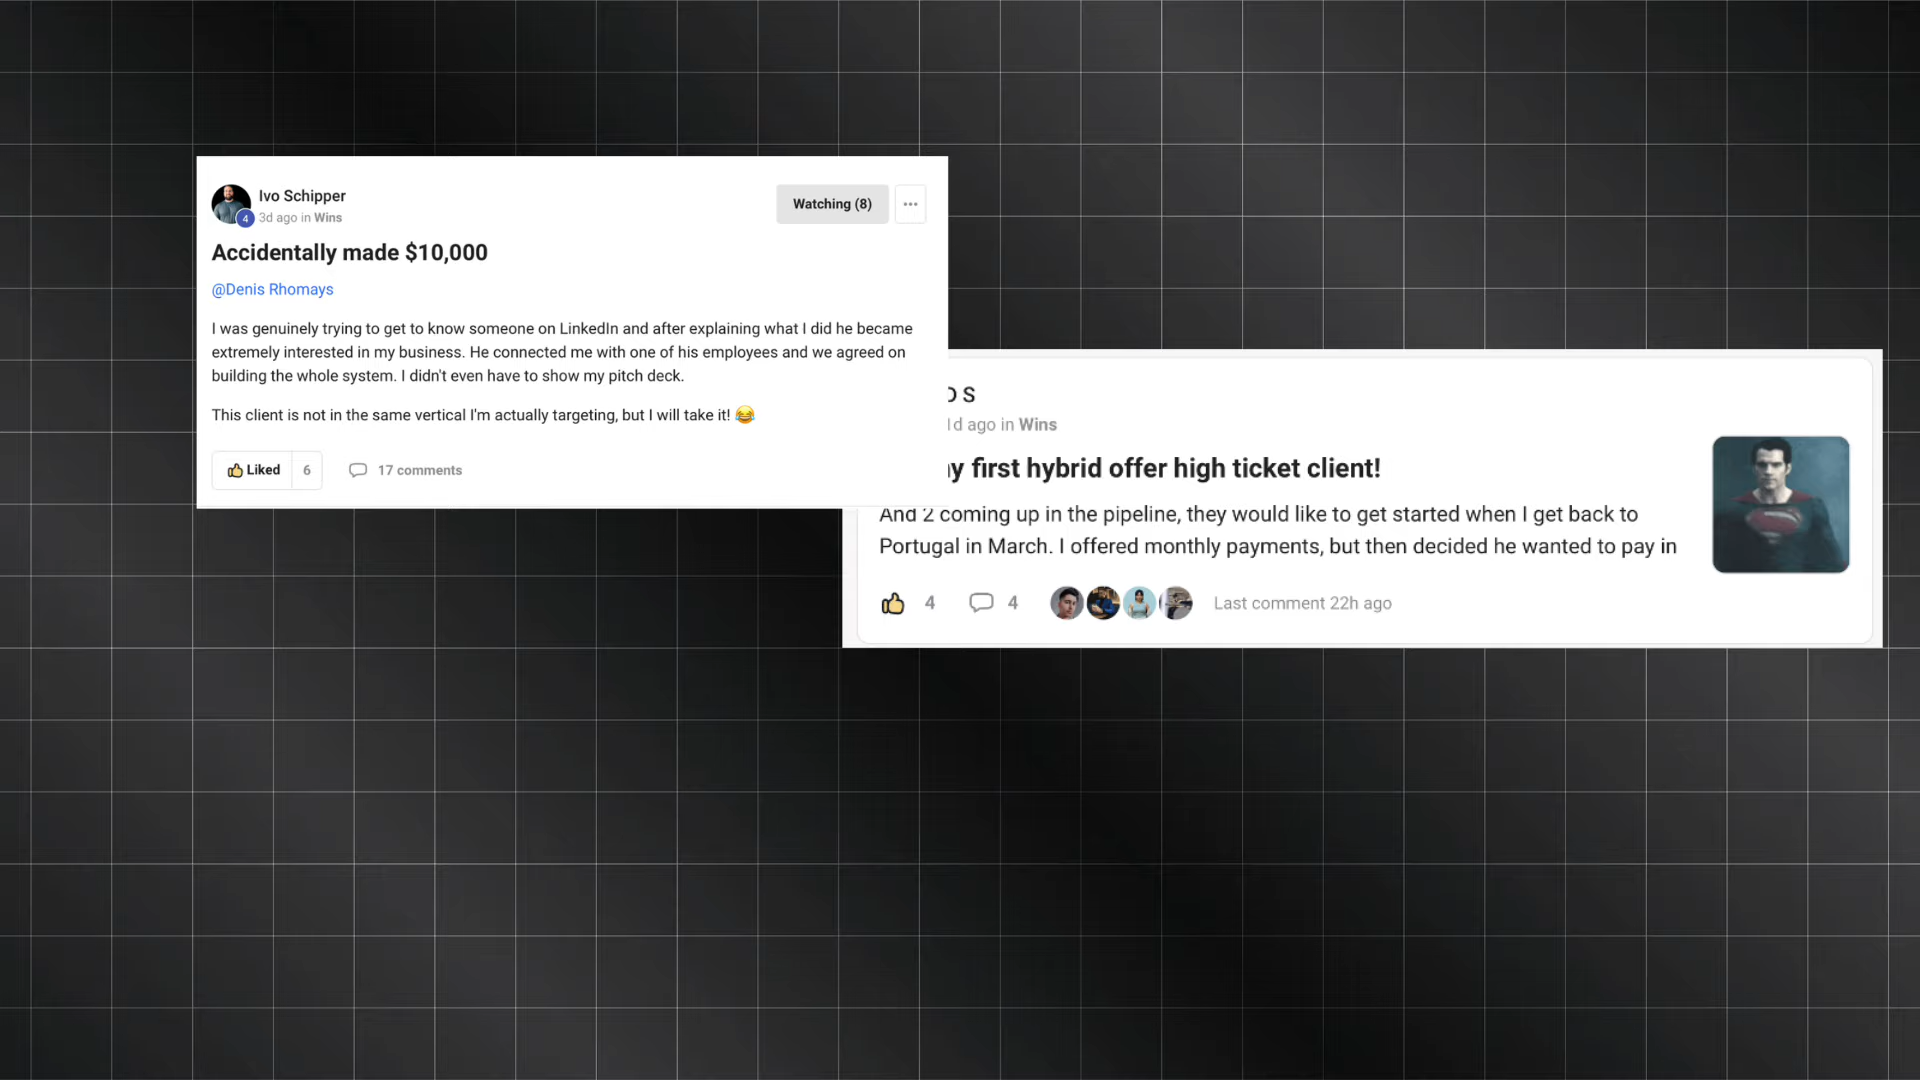 Ivo Schipper
4
3d ago in Wins
Watching (8)
Accidentally made $10,000
@Denis Rhomays
I was genuinely trying to get to know someone on LinkedIn and after explaining what I did he became
extremely interested in my business. He connected me with one of his employees and we agreed on
building the whole system. I didn't even have to show my pitch deck.
This client is not in the same vertical I'm actually targeting, but I will take it! 😂
Liked 6
17 comments
S
d ago in Wins
y first hybrid offer high ticket client!
And 2 coming up in the pipeline, they would like to get started when I get back to
Portugal in March. I offered monthly payments, but then decided he wanted to pay in
4
4
Last comment 22h ago